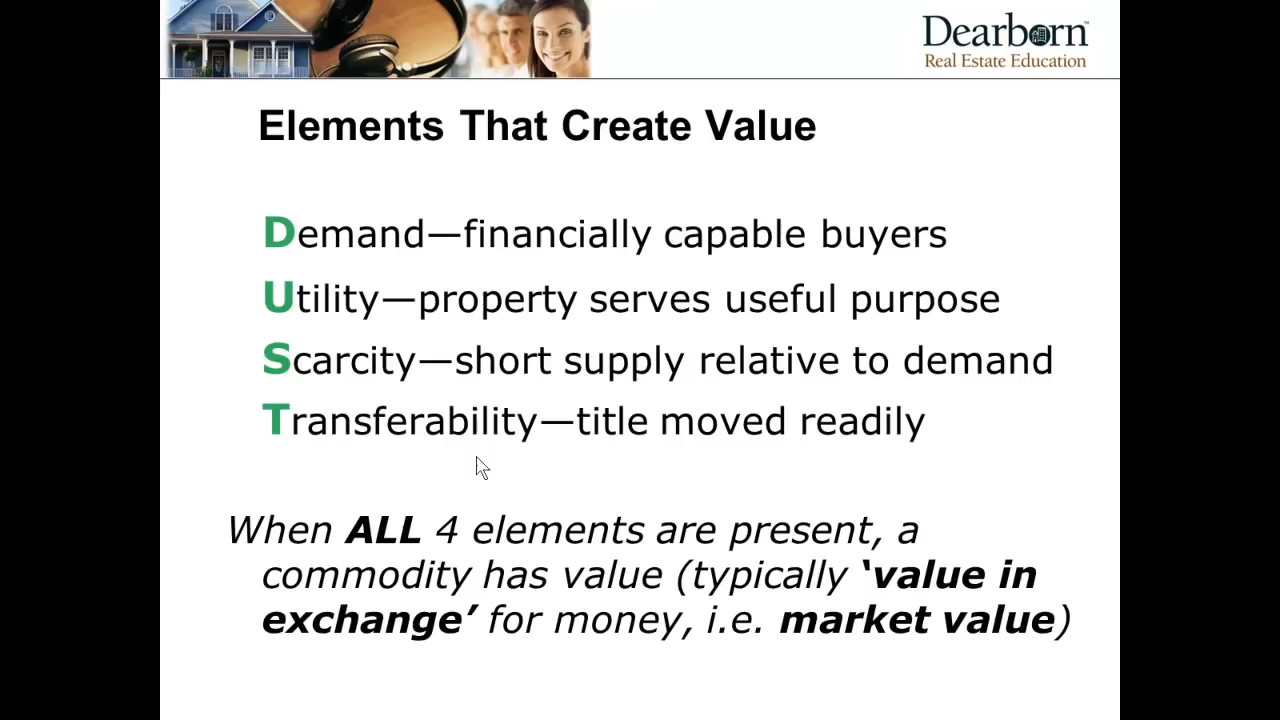 Dearborn™
Real Estate Education
Elements That Create Value
Demand—financially capable buyers
Utility—property serves useful purpose
Scarcity—short supply relative to demand
Transferability—title moved readily
When ALL 4 elements are present, a
commodity has value (typically ‘value in
exchange’ for money, i.e. market value)